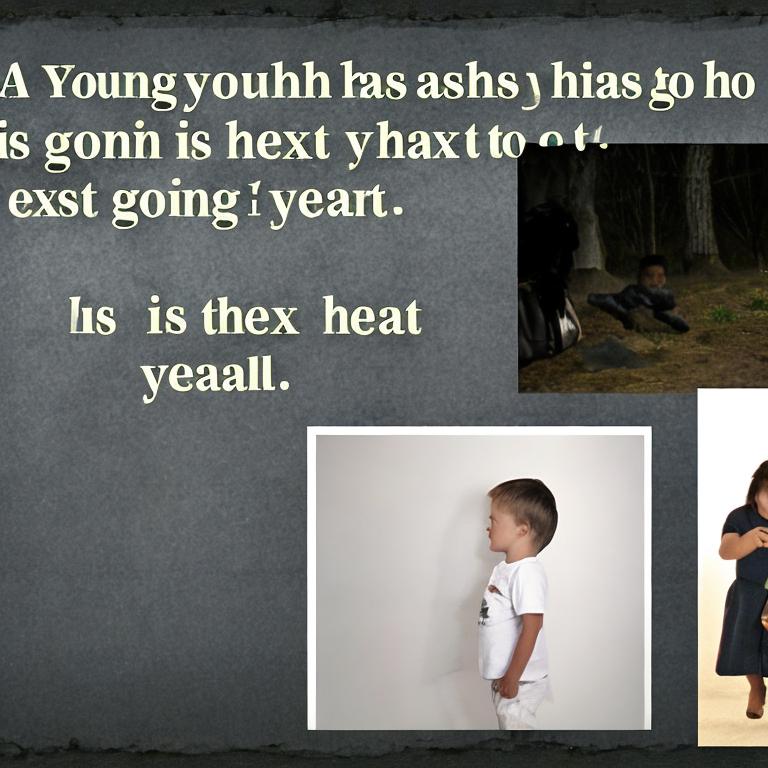 A Young youhh has ashs hias go ho
is gonin is hext yhaxt to
exst going yeart.
is thex heat
yeaall.